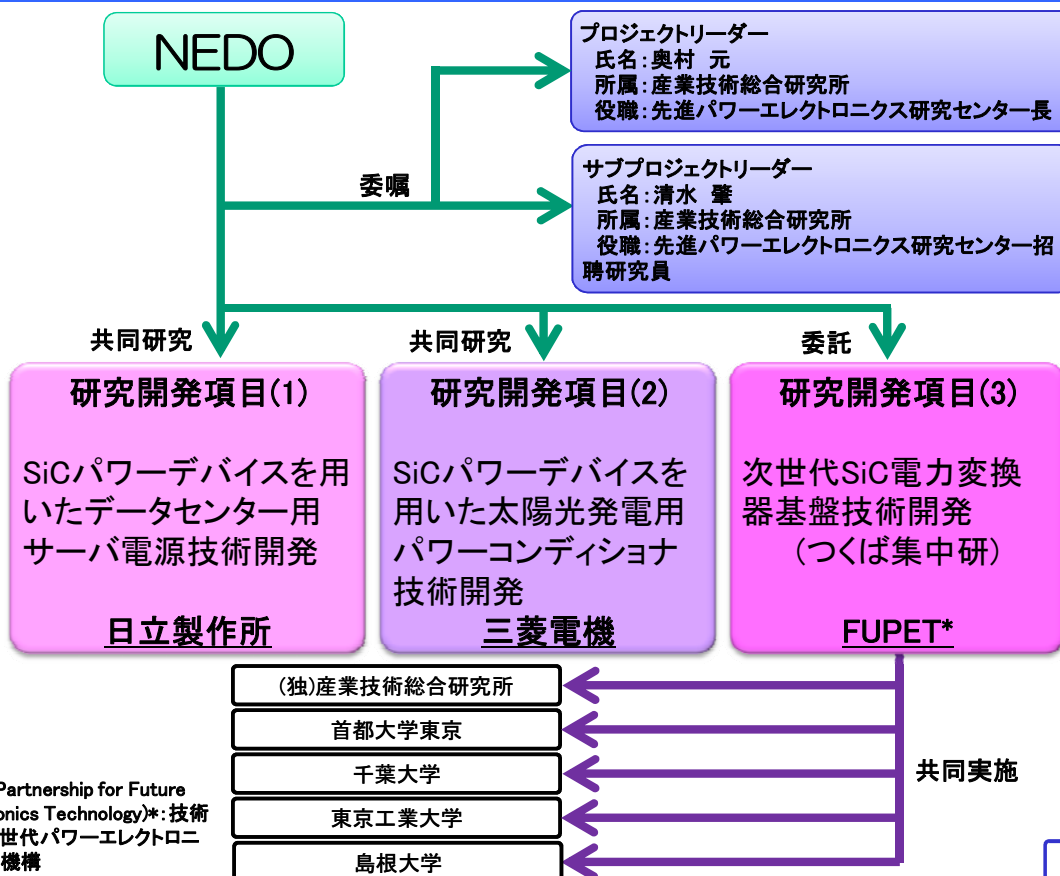 NEDO
プロジェクトリーダー
氏名:奥村 元
所属:産業技術総合研究所
役職:先進パワーエレクトロニクス研究センター長
委嘱
サブプロジェクトリーダー
氏名:清水 肇
所属:産業技術総合研究所
役職:先進パワーエレクトロニクス研究センター招
聘研究員
共同研究
共同研究
委託
研究開発項目(1)
SiCパワーデバイスを用
いたデータセンター用
サーバ電源技術開発
日立製作所
研究開発項目(2)
SiCパワーデバイスを
用いた太陽光発電用
パワーコンディショナ
技術開発
三菱電機
研究開発項目(3)
次世代SiC電力変換
器基盤技術開発
(つくば集中研)
FUPET*
(独)産業技術総合研究所
首都大学東京
千葉大学
東京工業大学
島根大学
共同実施
Partnership for Future
onics Technology)*:技術
世代パワーエレクトロニ
機構